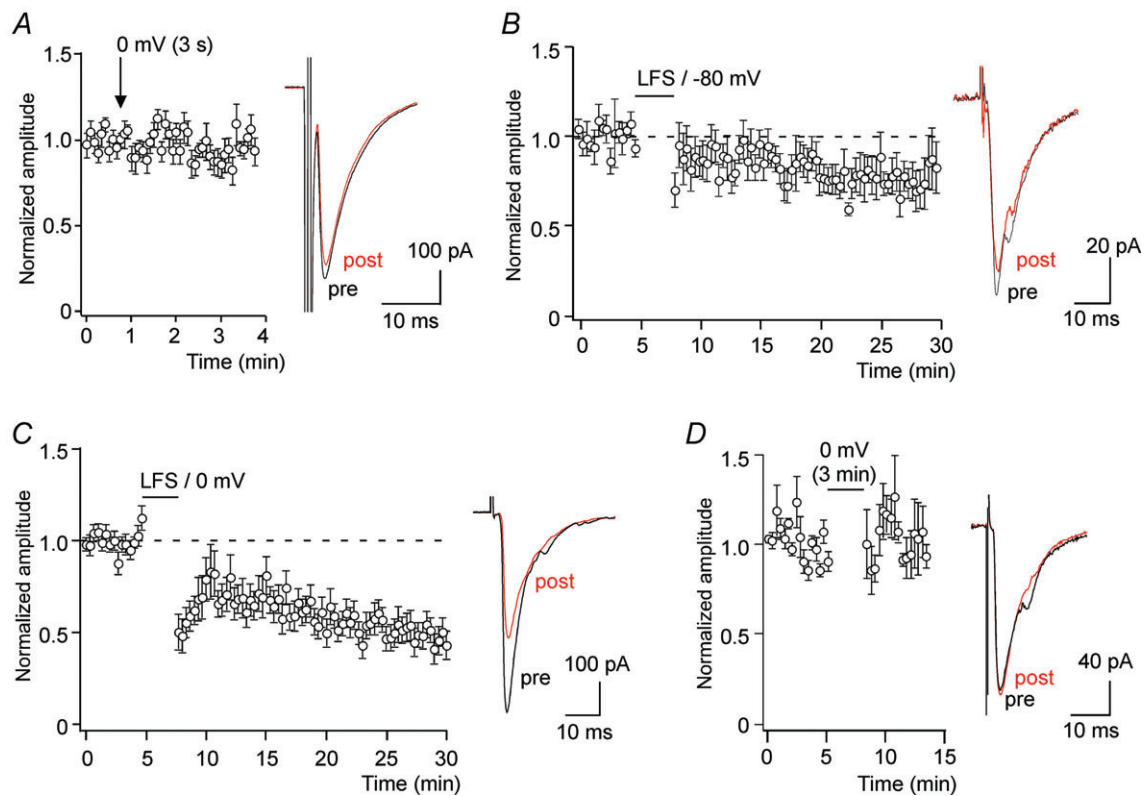 A
0 mV (3 s)
1.5
1.0
0.5
0
Normalized amplitude
0 1 2 3 4
Time (min)
post
pre
100 pA
10 ms
B
LFS / -80 mV
1.5
1.0
0.5
0
Normalized amplitude
0 5 10 15 20 25 30
Time (min)
post
pre
20 pA
10 ms
C
LFS / 0 mV
1.5
1.0
0.5
0
Normalized amplitude
0 5 10 15 20 25 30
Time (min)
post
pre
100 pA
10 ms
D
0 mV
(3 min)
1.5
1.0
0.5
0
Normalized amplitude
0 5 10 15
Time (min)
post
pre
40 pA
10 ms